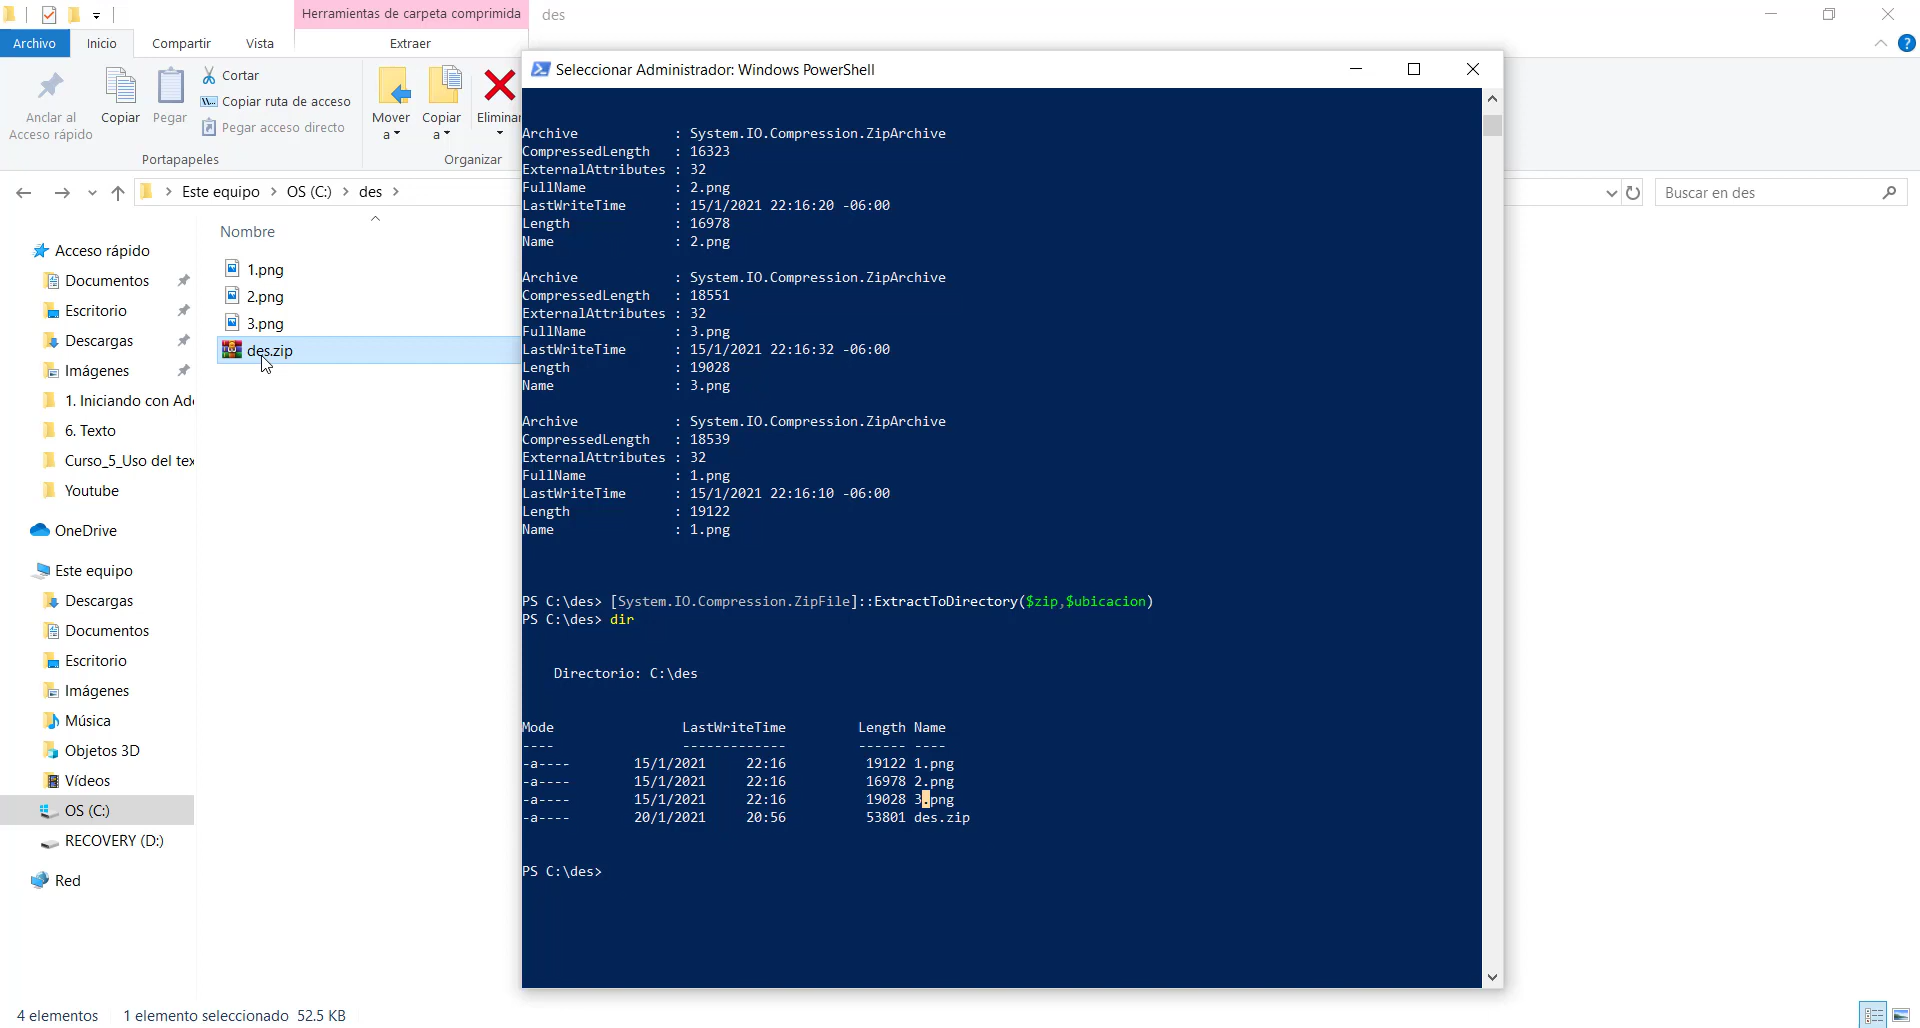 Herramientas de carpeta comprimida
des
Archivo
Inicio
Compartir
Vista
Extraer
Anclar al
Acceso rápido
Copiar
Pegar
Cortar
Copiar ruta de acceso
Pegar acceso directo
Portapapeles
Mover
a
Copiar
a
Eliminar
Organizar
Este equipo
OS (C:)
des
Buscar en des
Acceso rápido
Documentos
Escritorio
Descargas
Imágenes
1. Iniciando con Ad
6. Texto
Curso_5_Uso del tex
Youtube
OneDrive
Este equipo
Descargas
Documentos
Escritorio
Imágenes
Música
Objetos 3D
Vídeos
OS (C:)
RECOVERY (D:)
Red
Nombre
1.png
2.png
3.png
des.zip
4 elementos
1 elemento seleccionado 52.5 KB
Seleccionar Administrador: Windows PowerShell
Archive : System.IO.Compression.ZipArchive
CompressedLength : 16323
ExternalAttributes : 32
FullName : 2.png
LastWriteTime : 15/1/2021 22:16:20 -06:00
Length : 16978
Name : 2.png
Archive : System.IO.Compression.ZipArchive
CompressedLength : 18551
ExternalAttributes : 32
FullName : 3.png
LastWriteTime : 15/1/2021 22:16:32 -06:00
Length : 19028
Name : 3.png
Archive : System.IO.Compression.ZipArchive
CompressedLength : 18539
ExternalAttributes : 32
FullName : 1.png
LastWriteTime : 15/1/2021 22:16:10 -06:00
Length : 19122
Name : 1.png
PS C:\des> [System.IO.Compression.ZipFile]::ExtractToDirectory($zip,$ubicacion)
PS C:\des> dir
Directorio: C:\des
Mode LastWriteTime Length Name
---- ------------- ------ ----
-a---- 15/1/2021 22:16 19122 1.png
-a---- 15/1/2021 22:16 16978 2.png
-a---- 15/1/2021 22:16 19028 3.png
-a---- 20/1/2021 20:56 53801 des.zip
PS C:\des>